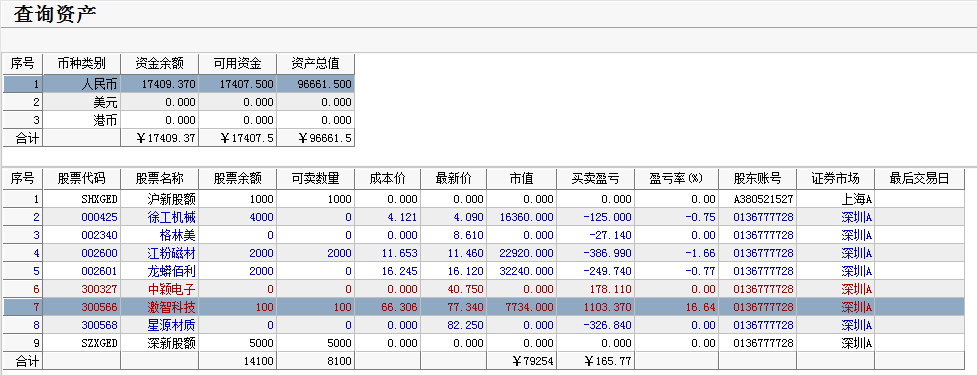 查询资产
序号 币种类别 资金余额 可用资金 资产总值
1 人民币 17409.370 17407.500 96661.500
2 美元 0.000 0.000 0.000
3 港币 0.000 0.000 0.000
合计 ￥17409.37 ￥17407.5 ￥96661.5
序号 股票代码 股票名称 股票余额 可卖数量 成本价 最新价 市值 买卖盈亏 盈亏率(%) 股东账号 证券市场 最后交易日
1 SHXGED 沪新股额 1000 1000 0.000 0.000 0.000 0.000 0.00 A380521527 上海A
2 000425 徐工机械 4000 0 4.121 4.090 16360.000 -125.000 -0.75 0136777728 深圳A
3 002340 格林美 0 0 0.000 8.610 0.000 -27.140 0.00 0136777728 深圳A
4 002600 江粉磁材 2000 2000 11.653 11.460 22920.000 -386.990 -1.66 0136777728 深圳A
5 002601 龙蟒佰利 2000 0 16.245 16.120 32240.000 -249.740 -0.77 0136777728 深圳A
6 300327 中颖电子 0 0 0.000 40.750 0.000 178.110 0.00 0136777728 深圳A
7 300566 激智科技 100 100 66.306 77.340 7734.000 1103.370 16.64 0136777728 深圳A
8 300568 星源材质 0 0 0.000 82.250 0.000 -326.840 0.00 0136777728 深圳A
9 SZXGED 深新股额 5000 5000 0.000 0.000 0.000 0.000 0.00 0136777728 深圳A
合计 14100 8100 ￥79254 ￥165.77